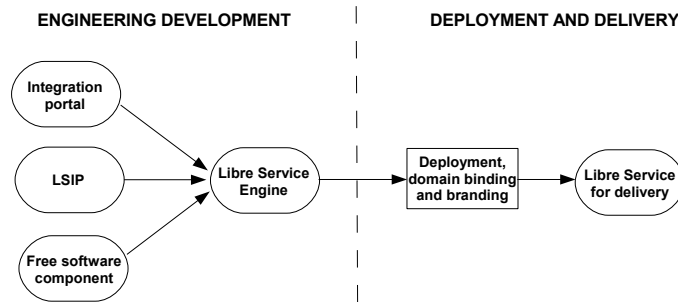 ENGINEERING DEVELOPMENT
DEPLOYMENT AND DELIVERY
Integration
portal
LSIP
Free software
component
Libre Service
Engine
Deployment,
domain binding
and branding
Libre Service
for delivery